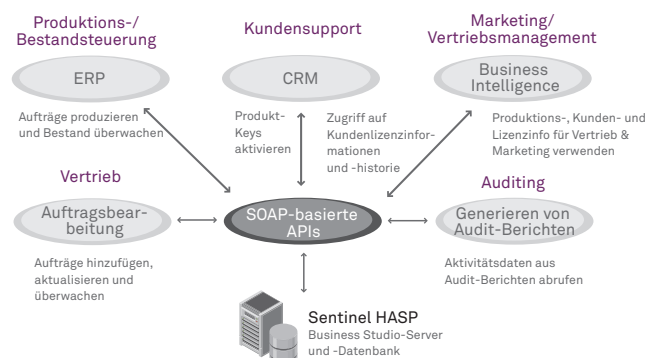 Produktions-/
Bestandsteuerung
Kundensupport
Marketing/
Vertriebsmanagement
ERP
CRM
Business
Intelligence
Aufträge produzieren
und Bestand überwachen
Produkt-
Keys
aktivieren
Zugriff auf
Kundenlizenzinfor-
mationen
und -historie
Produktions-, Kunden- und
Lizenzinfo für Vertrieb &
Marketing verwenden
Vertrieb
Auditing
Auftragsbear-
beitung
SOAP-basierte
APIs
Generieren von
Audit-Berichten
Aufträge hinzufügen,
aktualisieren und
überwachen
Aktivitätsdaten aus
Audit-Berichten abrufen
Sentinel HASP
Business Studio-Server
und -Datenbank